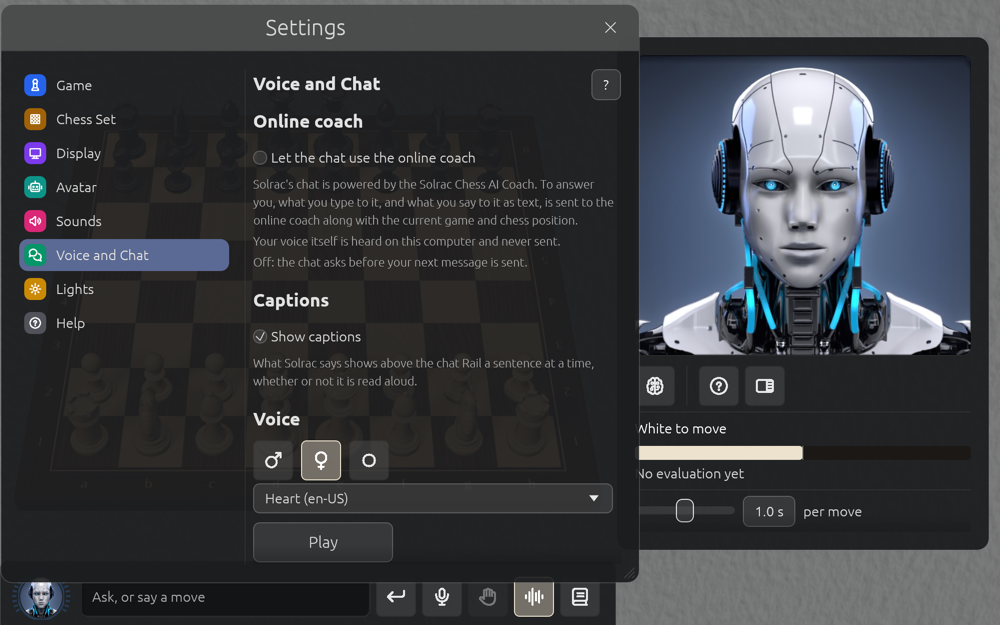 Settings
Game
Chess Set
Display
Avatar
Sounds
Voice and Chat
Lights
Help
Voice and Chat
?
Online coach
Let the chat use the online coach
Solrac's chat is powered by the Solrac Chess AI Coach. To answer
you, what you type to it, and what you say to it as text, is sent to the
online coach along with the current game and chess position.
Your voice itself is heard on this computer and never sent.
Off: the chat asks before your next message is sent.
Captions
Show captions
What Solrac says shows above the chat Rail a sentence at a time,
whether or not it is read aloud.
Voice
Heart (en-US)
Play
White to move
No evaluation yet
1.0 s
per move
Ask, or say a move